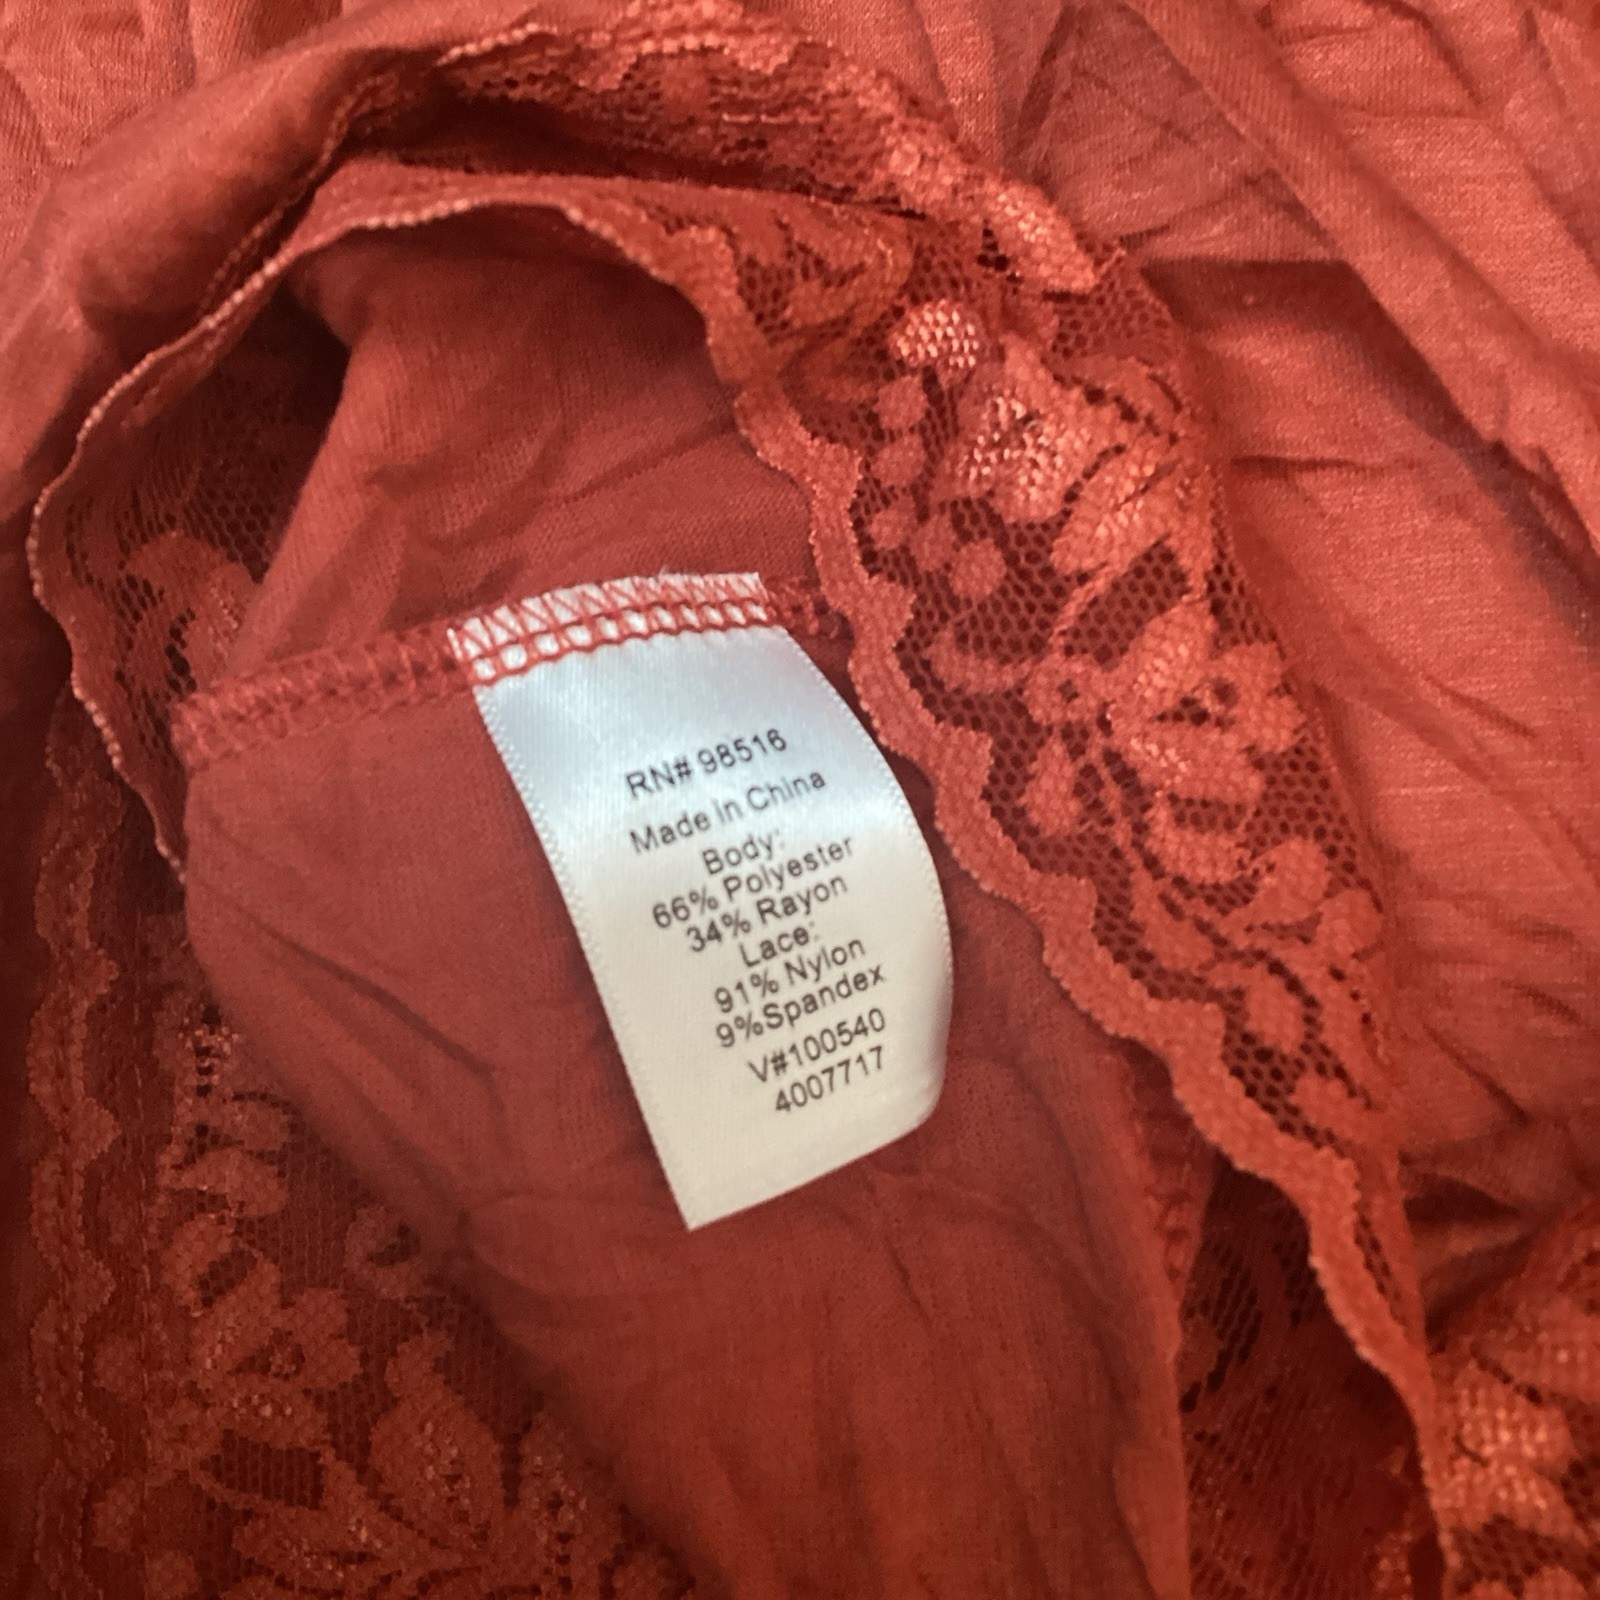 RN# 98516
Made in China
Body:
66% Polyester
34% Rayon
Lace:
91% Nylon
9%Spandex
V#100540
4007717